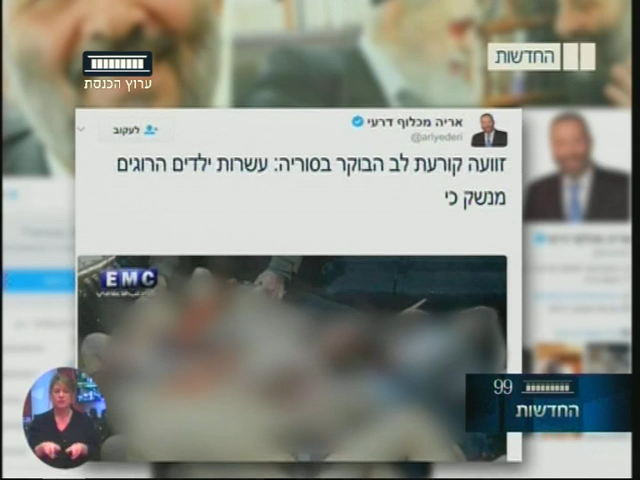 ערוץ הכנסת
החדשות
אריה מכלוף דרעי
@ariyederi
לעקוב
זוועה קורעת לב הבוקר בסוריה: עשרות ילדים הרוגים
מנשק כי
EMC
99
החדשות